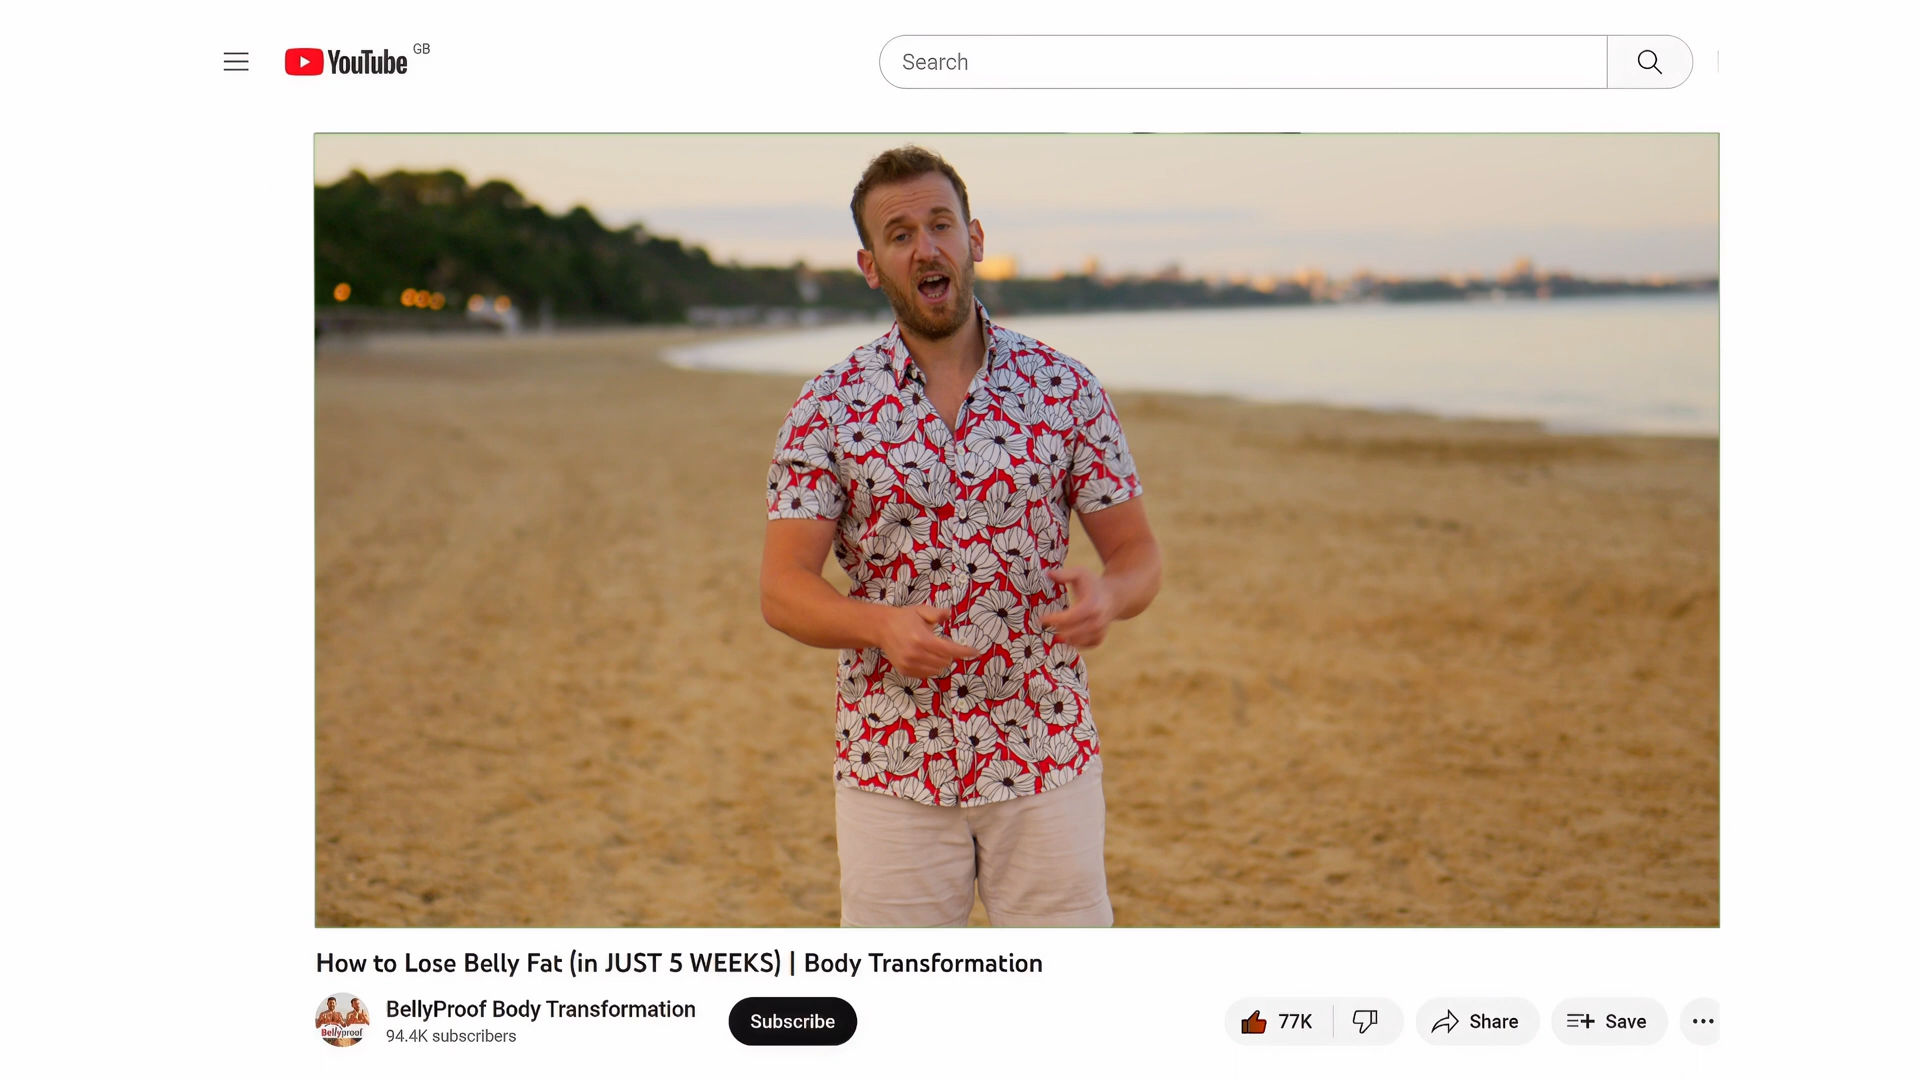 YouTube GB
Search
How to Lose Belly Fat (in JUST 5 WEEKS) | Body Transformation
BellyProof Body Transformation
94.4K subscribers
Bellyproof
Subscribe
77K
Share
Save